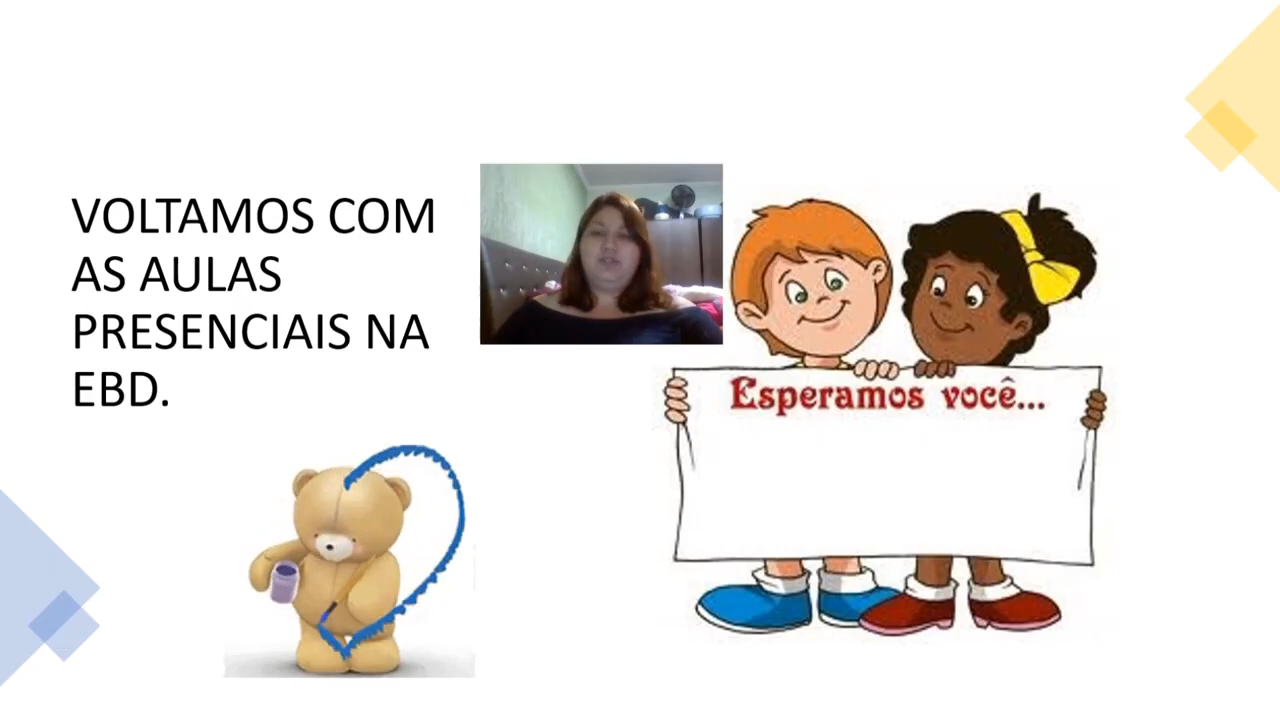 VOLTAMOS COM
AS AULAS
PRESENCIAIS NA
EBD.
Esperamos você...